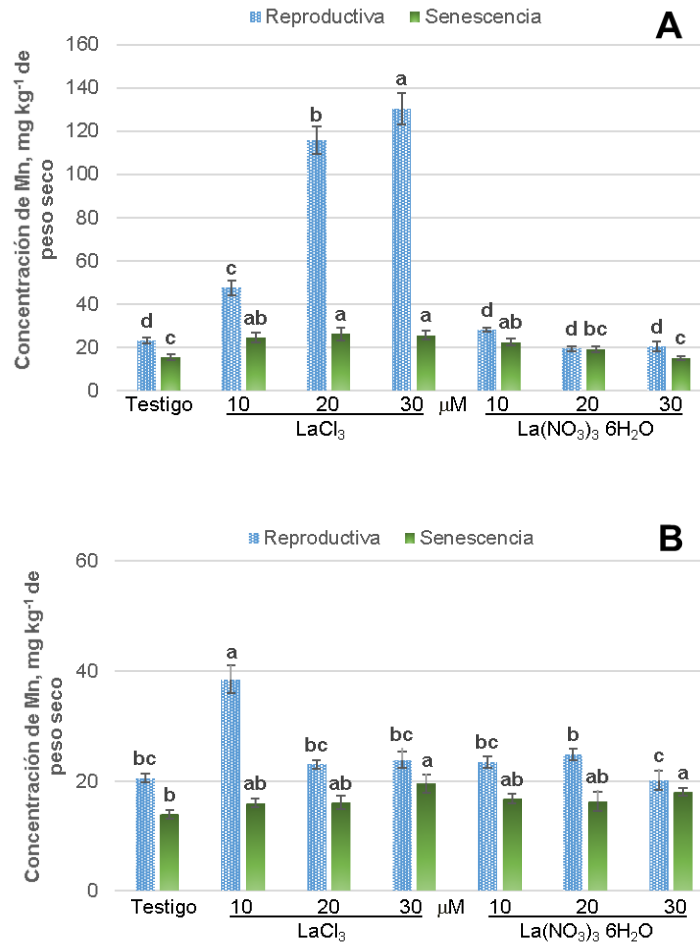 Reproductiva Senescencia
A
Concentración de Mn, mg kg⁻¹ de
peso seco
160
140
120
100
80
60
40
20
0
d c c ab b a a a d ab d bc d c
Testigo 10 20 30 μM 10 20 30
LaCl₃ La(NO₃)₃ 6H₂O
Reproductiva Senescencia
B
Concentración de Mn, mg kg⁻¹ de
peso seco
60
40
20
0
bc b a ab bc ab bc a bc ab b ab c a
Testigo 10 20 30 μM 10 20 30
LaCl₃ La(NO₃)₃ 6H₂O